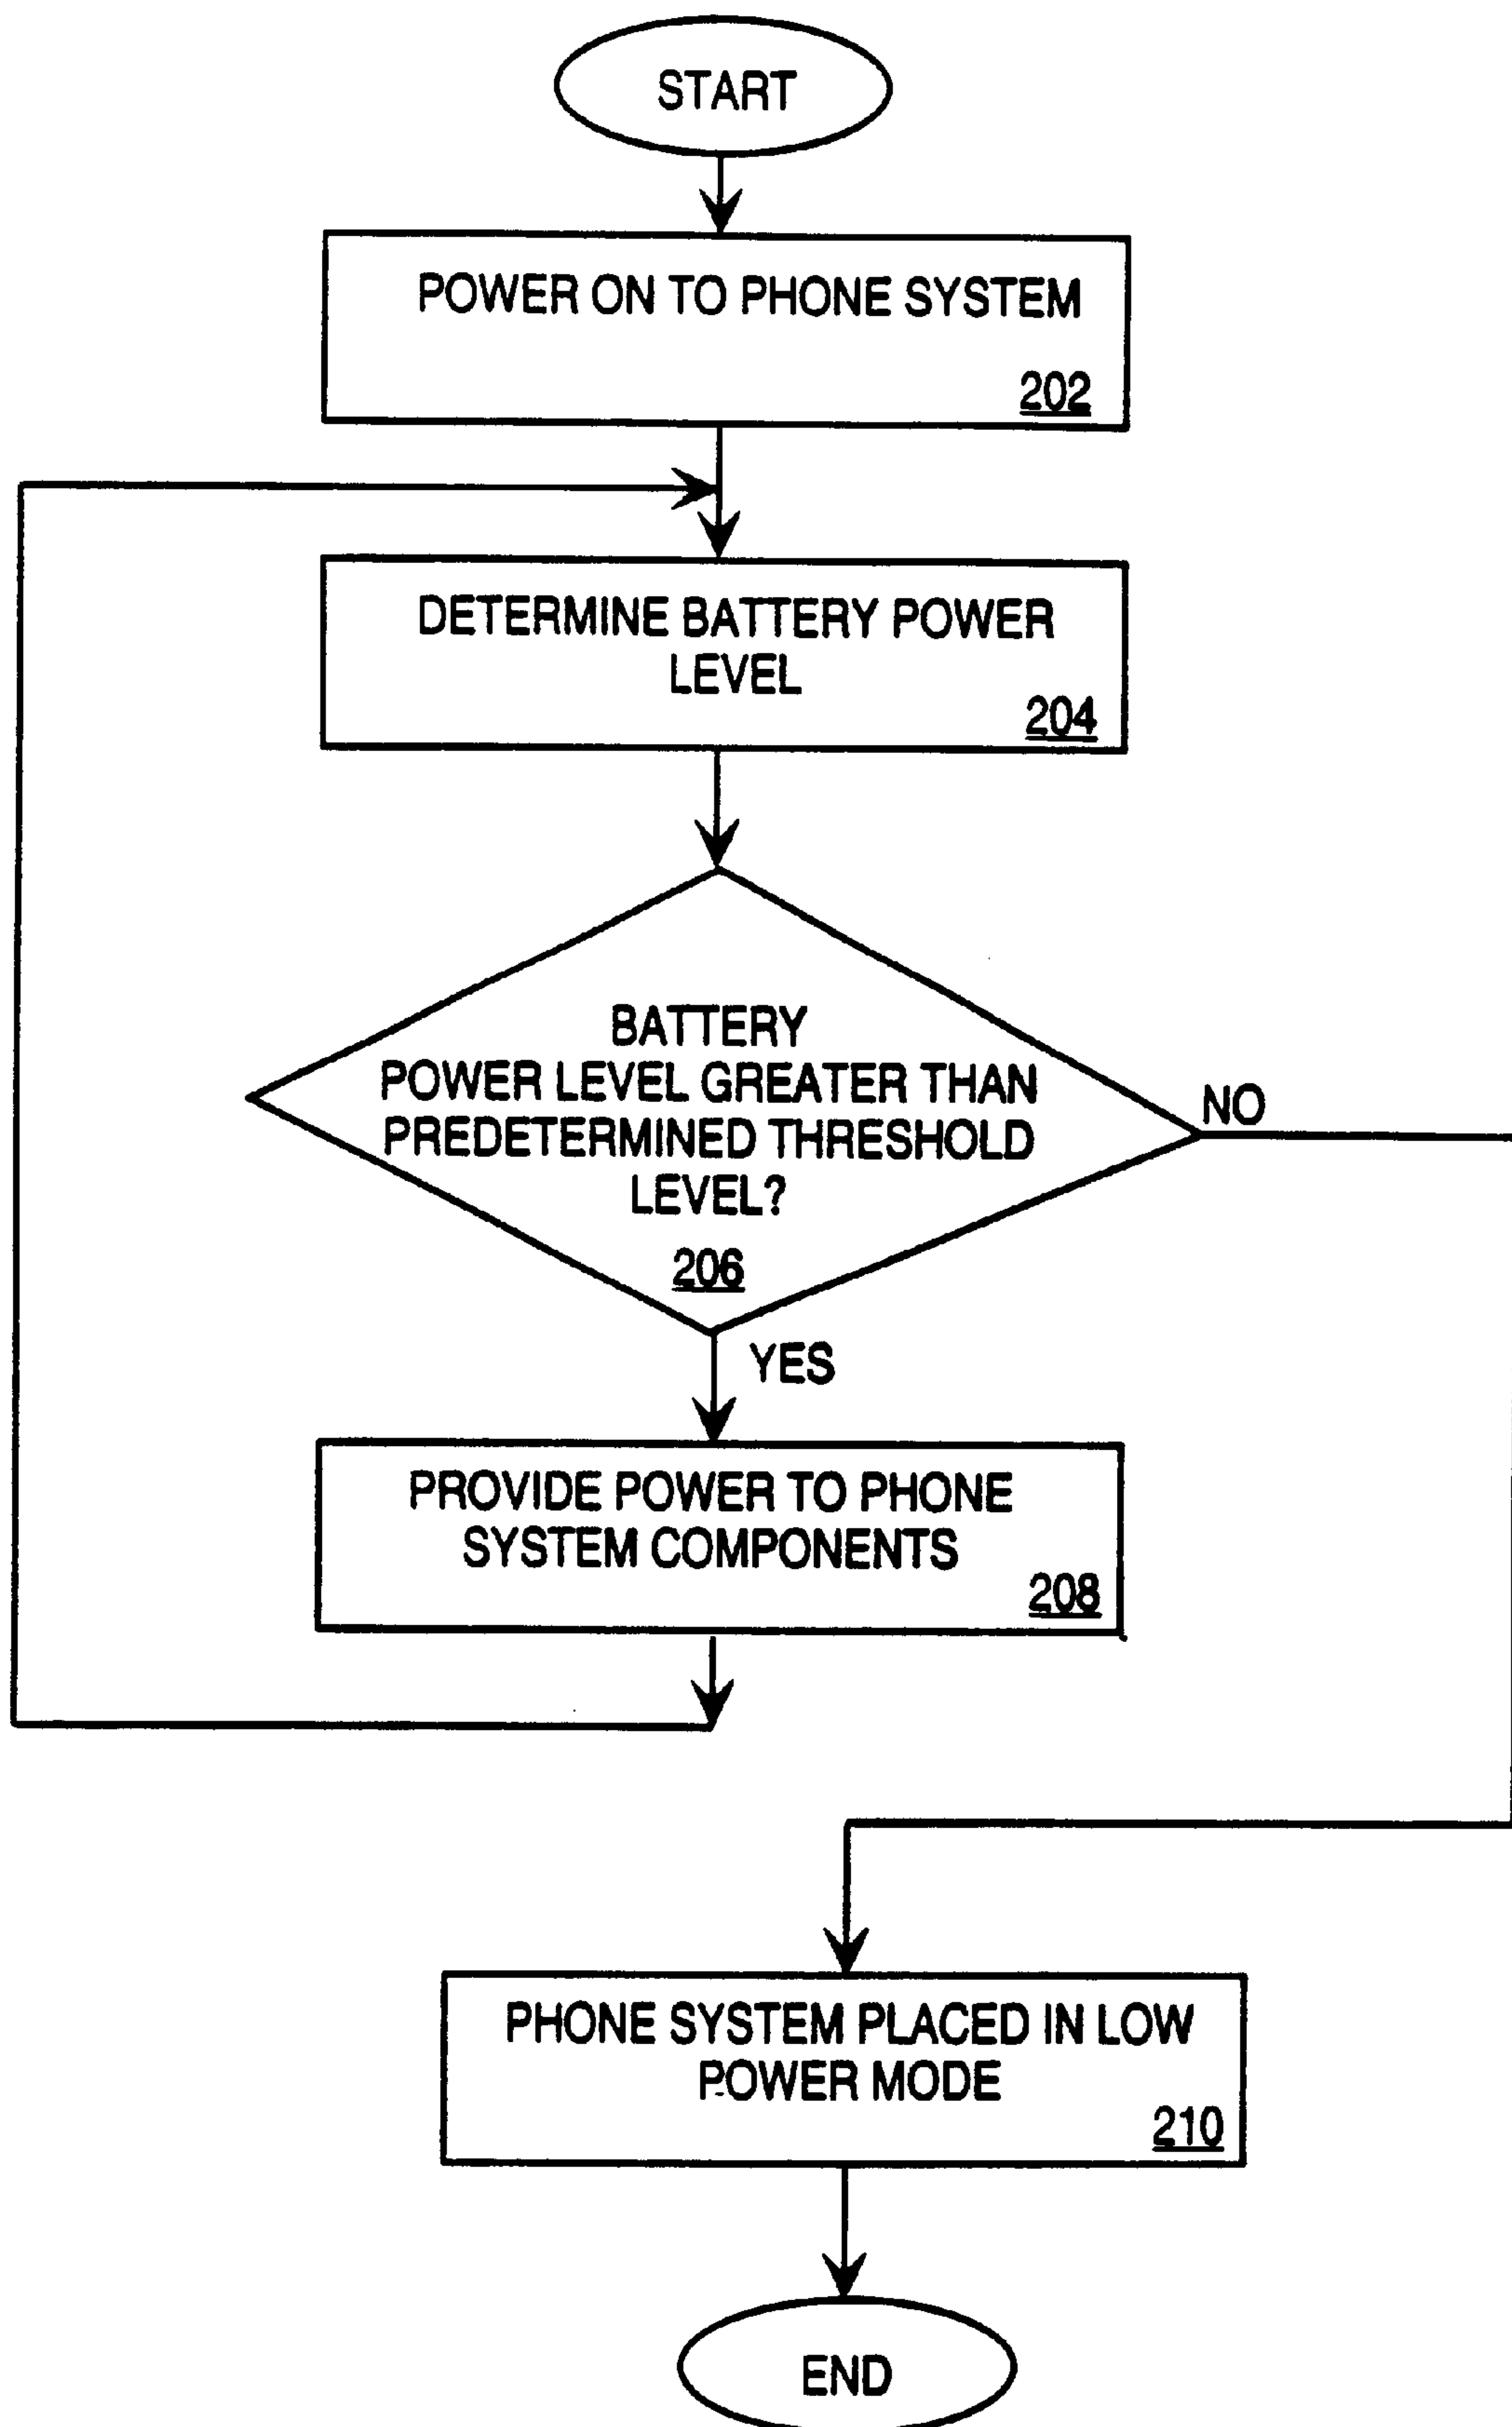 START
POWER ON TO PHONE SYSTEM
202
DETERMINE BATTERY POWER
LEVEL
204
BATTERY
POWER LEVEL GREATER THAN
PREDETERMINED THRESHOLD
LEVEL?
206
NO
YES
PROVIDE POWER TO PHONE
SYSTEM COMPONENTS
208
PHONE SYSTEM PLACED IN LOW
POWER MODE
210
END